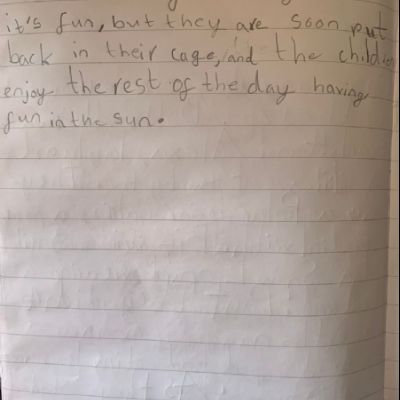 it's fun, but they are soon put
back in their cage, and the children
enjoy the rest of the day having
fun in the sun.